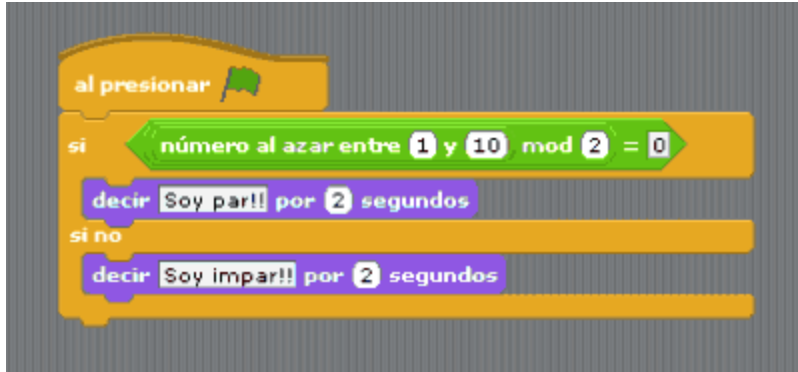 al presionar
si número al azar entre 1 y 10 mod 2 = 0
decir Soy par!! por 2 segundos
si no
decir Soy impar!! por 2 segundos